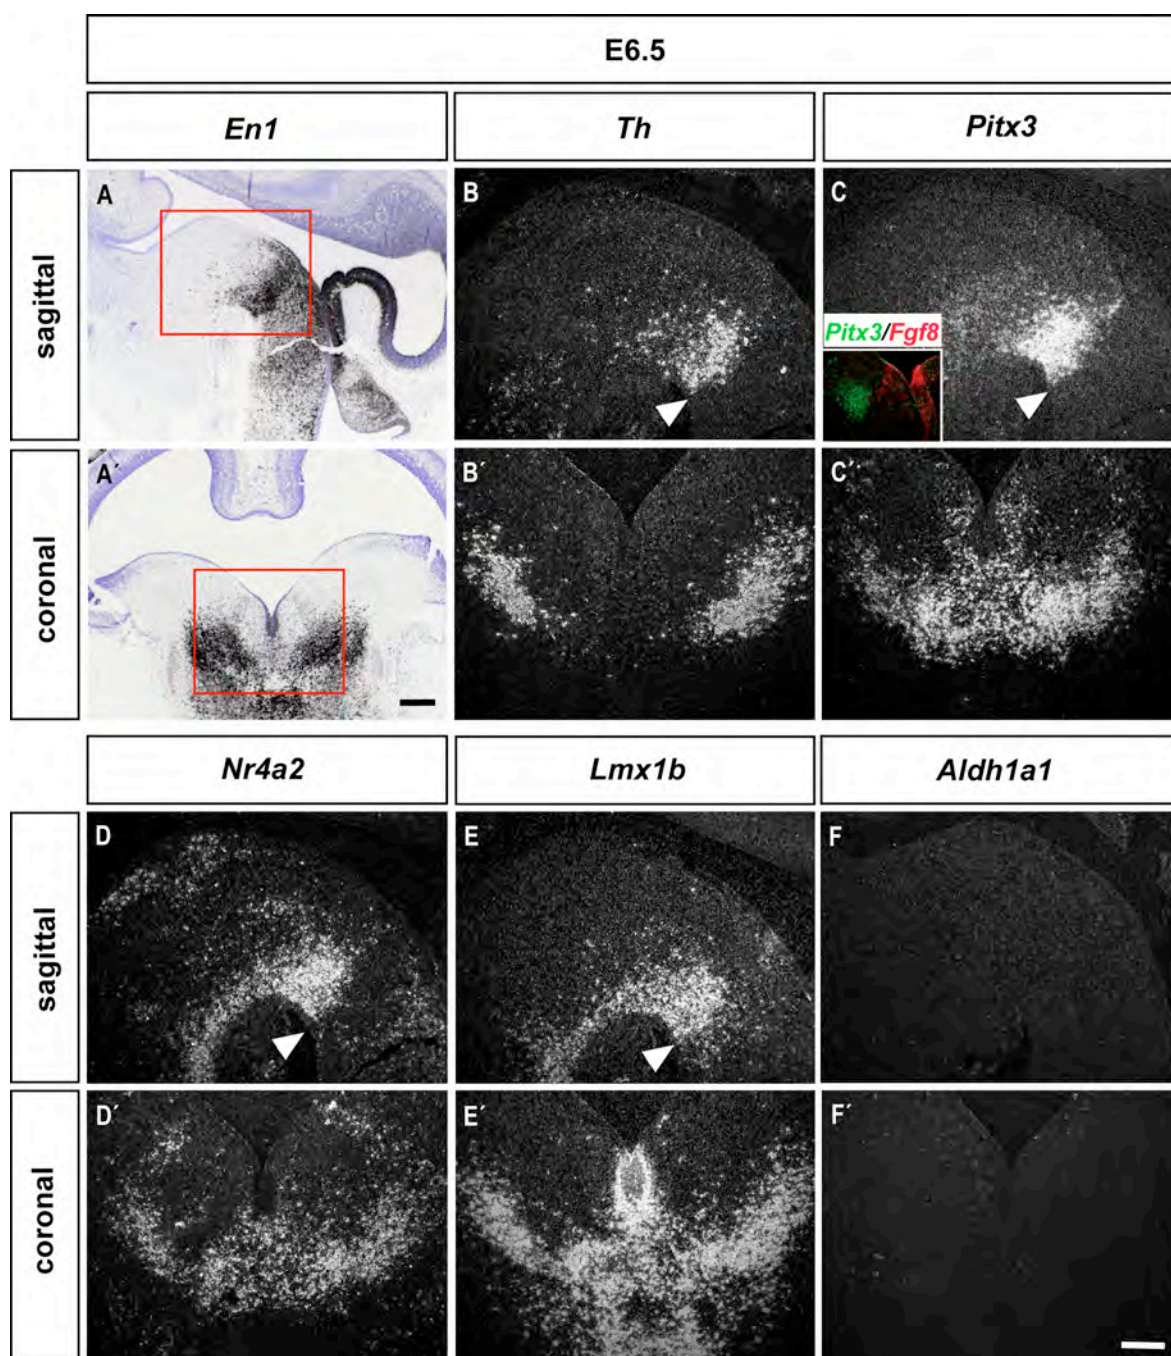 E6.5
En1
Th
Pitx3
sagittal
A
B
C
Pitx3/Fgf8
coronal
A´
B´
C´
Nr4a2
Lmx1b
Aldh1a1
sagittal
D
E
F
coronal
D´
E´
F´